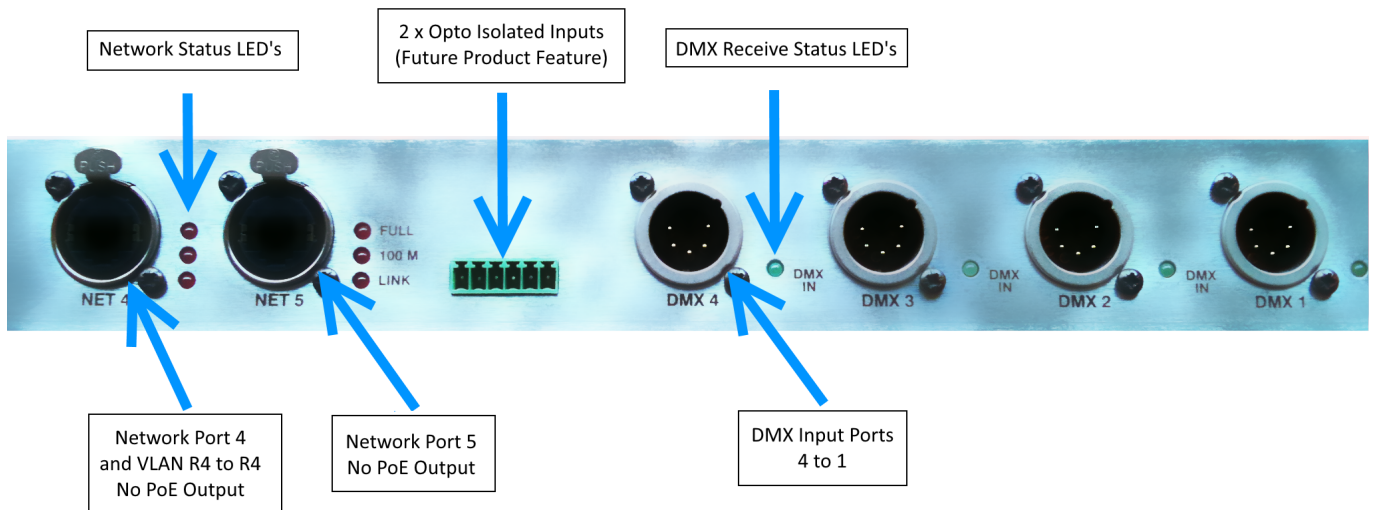 Network Status LED's
2 x Opto Isolated Inputs
(Future Product Feature)
DMX Receive Status LED's
FULL
100 M
LINK
NET 4
NET 5
DMX 4
DMX
IN
DMX 3
DMX
IN
DMX 2
DMX
IN
DMX 1
Network Port 4
and VLAN R4 to R4
No PoE Output
Network Port 5
No PoE Output
DMX Input Ports
4 to 1